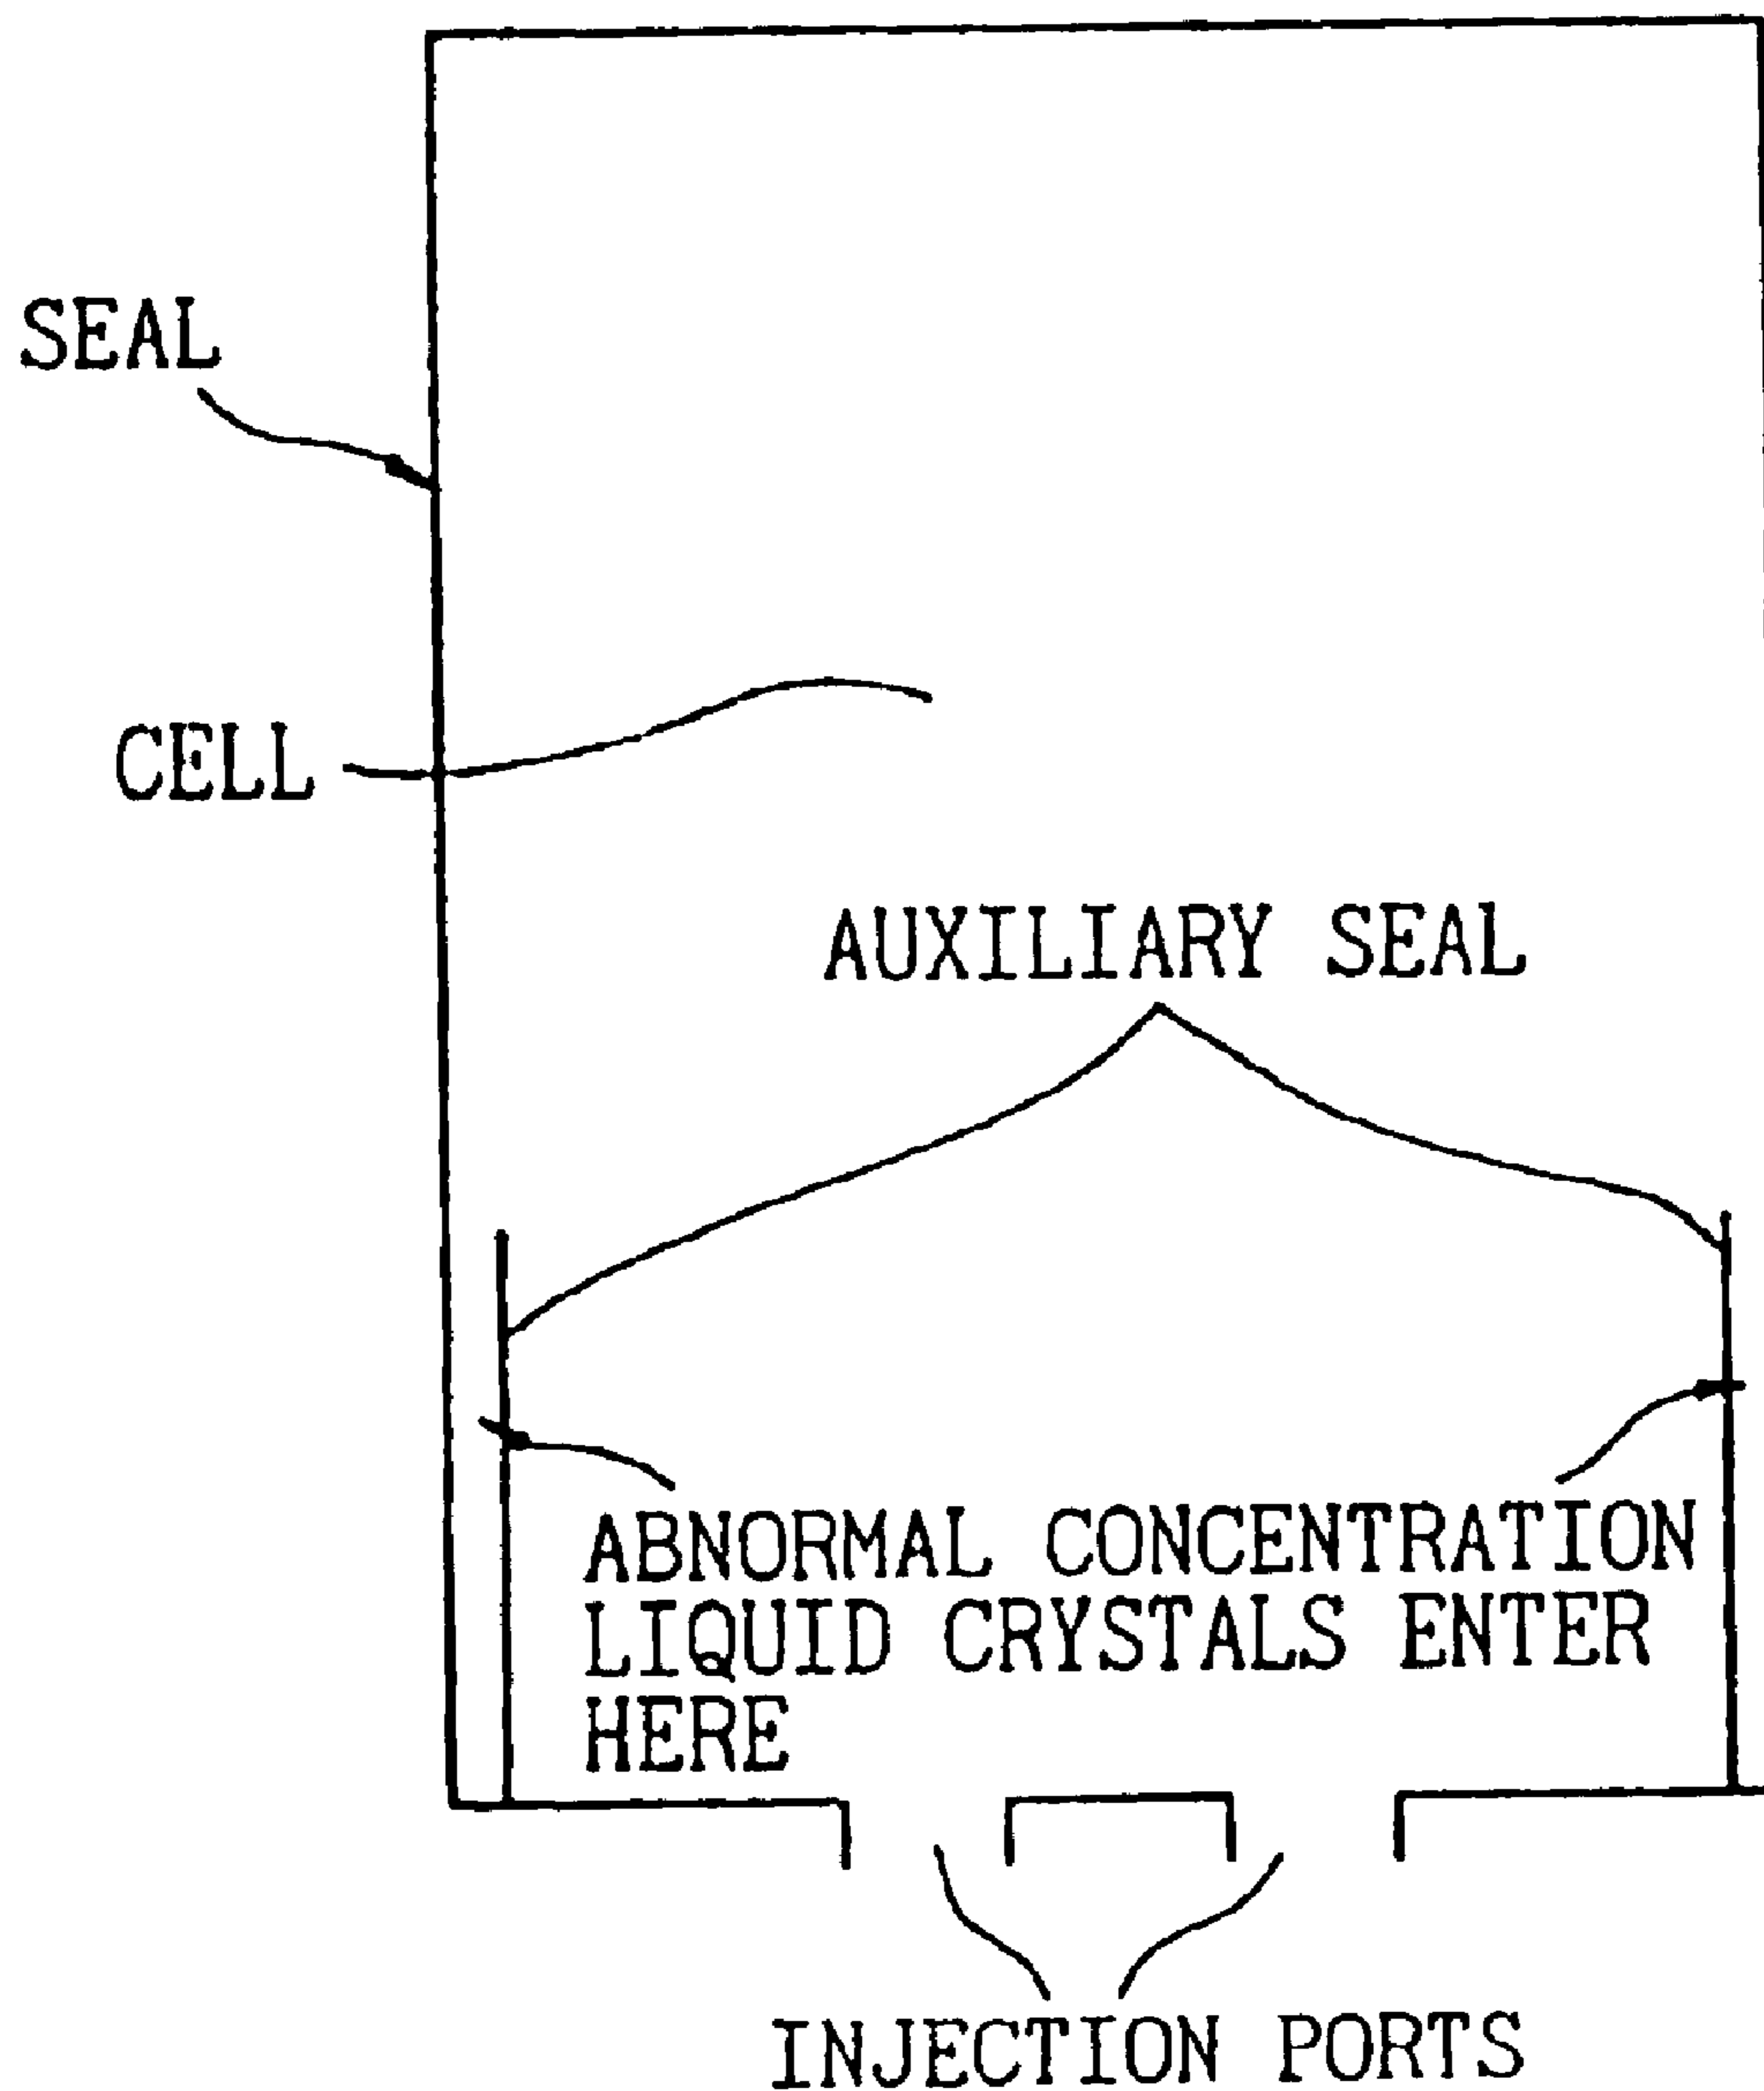 SEAL
CELL
AUXILIARY SEAL
ABNORMAL CONCENTRATION
LIQUID CRYSTALS ENTER
HERE
INJECTION PORTS